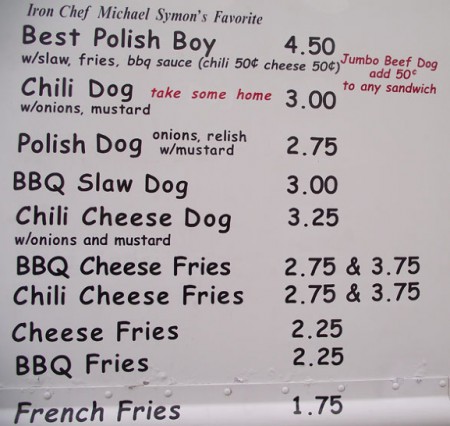 Iron Chef Michael Symon's Favorite
Best Polish Boy 4.50
w/slaw, fries, bbq sauce (chili 50¢ cheese 50¢)
Jumbo Beef Dog
add 50¢
to any sandwich
Chili Dog take some home 3.00
w/onions, mustard
Polish Dog onions, relish w/mustard 2.75
BBQ Slaw Dog 3.00
Chili Cheese Dog 3.25
w/onions and mustard
BBQ Cheese Fries 2.75 & 3.75
Chili Cheese Fries 2.75 & 3.75
Cheese Fries 2.25
BBQ Fries 2.25
French Fries 1.75